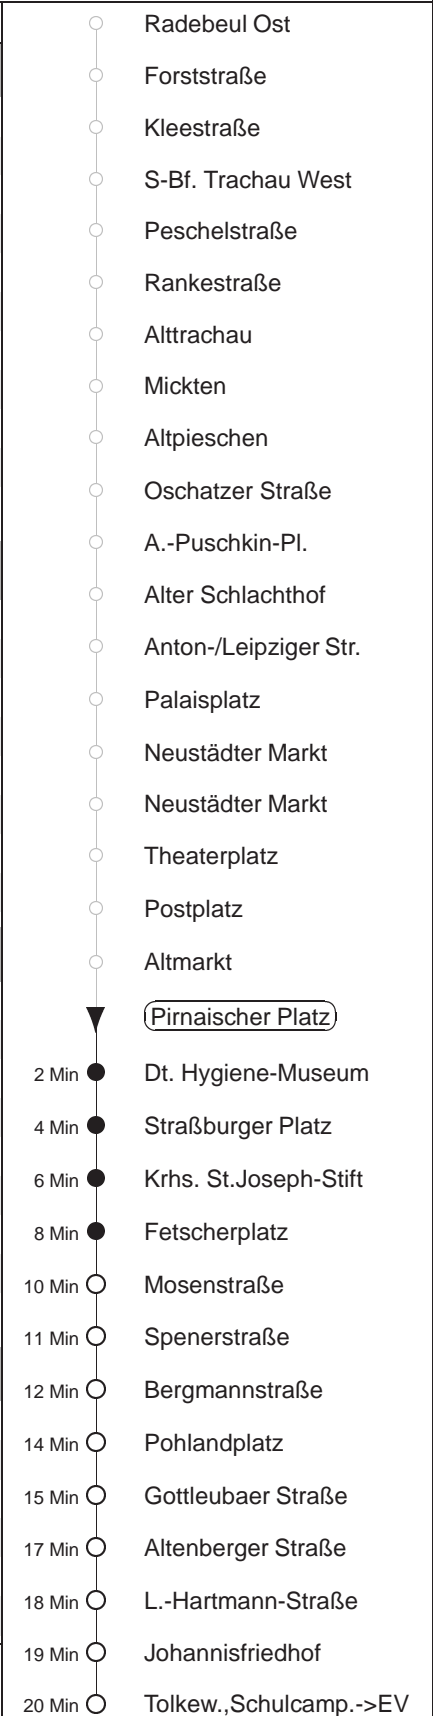 Radebeul Ost
Forststraße
Kleestraße
S-Bf. Trachau West
Peschelstraße
Rankestraße
Alttrachau
Mickten
Altpieschen
Oschatzer Straße
A.-Puschkin-Pl.
Alter Schlachthof
Anton-/Leipziger Str.
Palaisplatz
Neustädter Markt
Neustädter Markt
Theaterplatz
Postplatz
Altmarkt
Pirnaischer Platz
2 Min Dt. Hygiene-Museum
4 Min Straßburger Platz
6 Min Krhs. St.Joseph-Stift
8 Min Fetscherplatz
10 Min Mosenstraße
11 Min Spenerstraße
12 Min Bergmannstraße
14 Min Pohlandplatz
15 Min Gottleubaer Straße
17 Min Altenberger Straße
18 Min L.-Hartmann-Straße
19 Min Johannisfriedhof
20 Min Tolkew.,Schulcamp.->EV